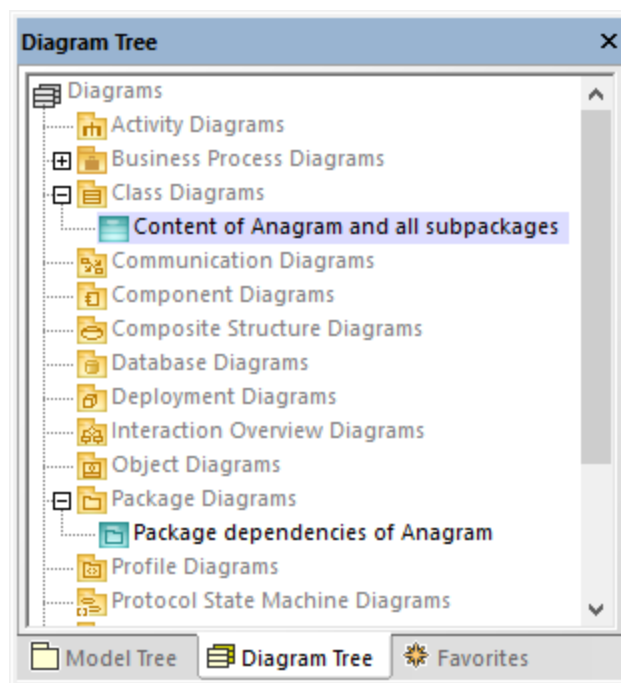 Diagram Tree
Diagrams
Activity Diagrams
Business Process Diagrams
Class Diagrams
Content of Anagram and all subpackages
Communication Diagrams
Component Diagrams
Composite Structure Diagrams
Database Diagrams
Deployment Diagrams
Interaction Overview Diagrams
Object Diagrams
Package Diagrams
Package dependencies of Anagram
Profile Diagrams
Protocol State Machine Diagrams
Model Tree Diagram Tree Favorites